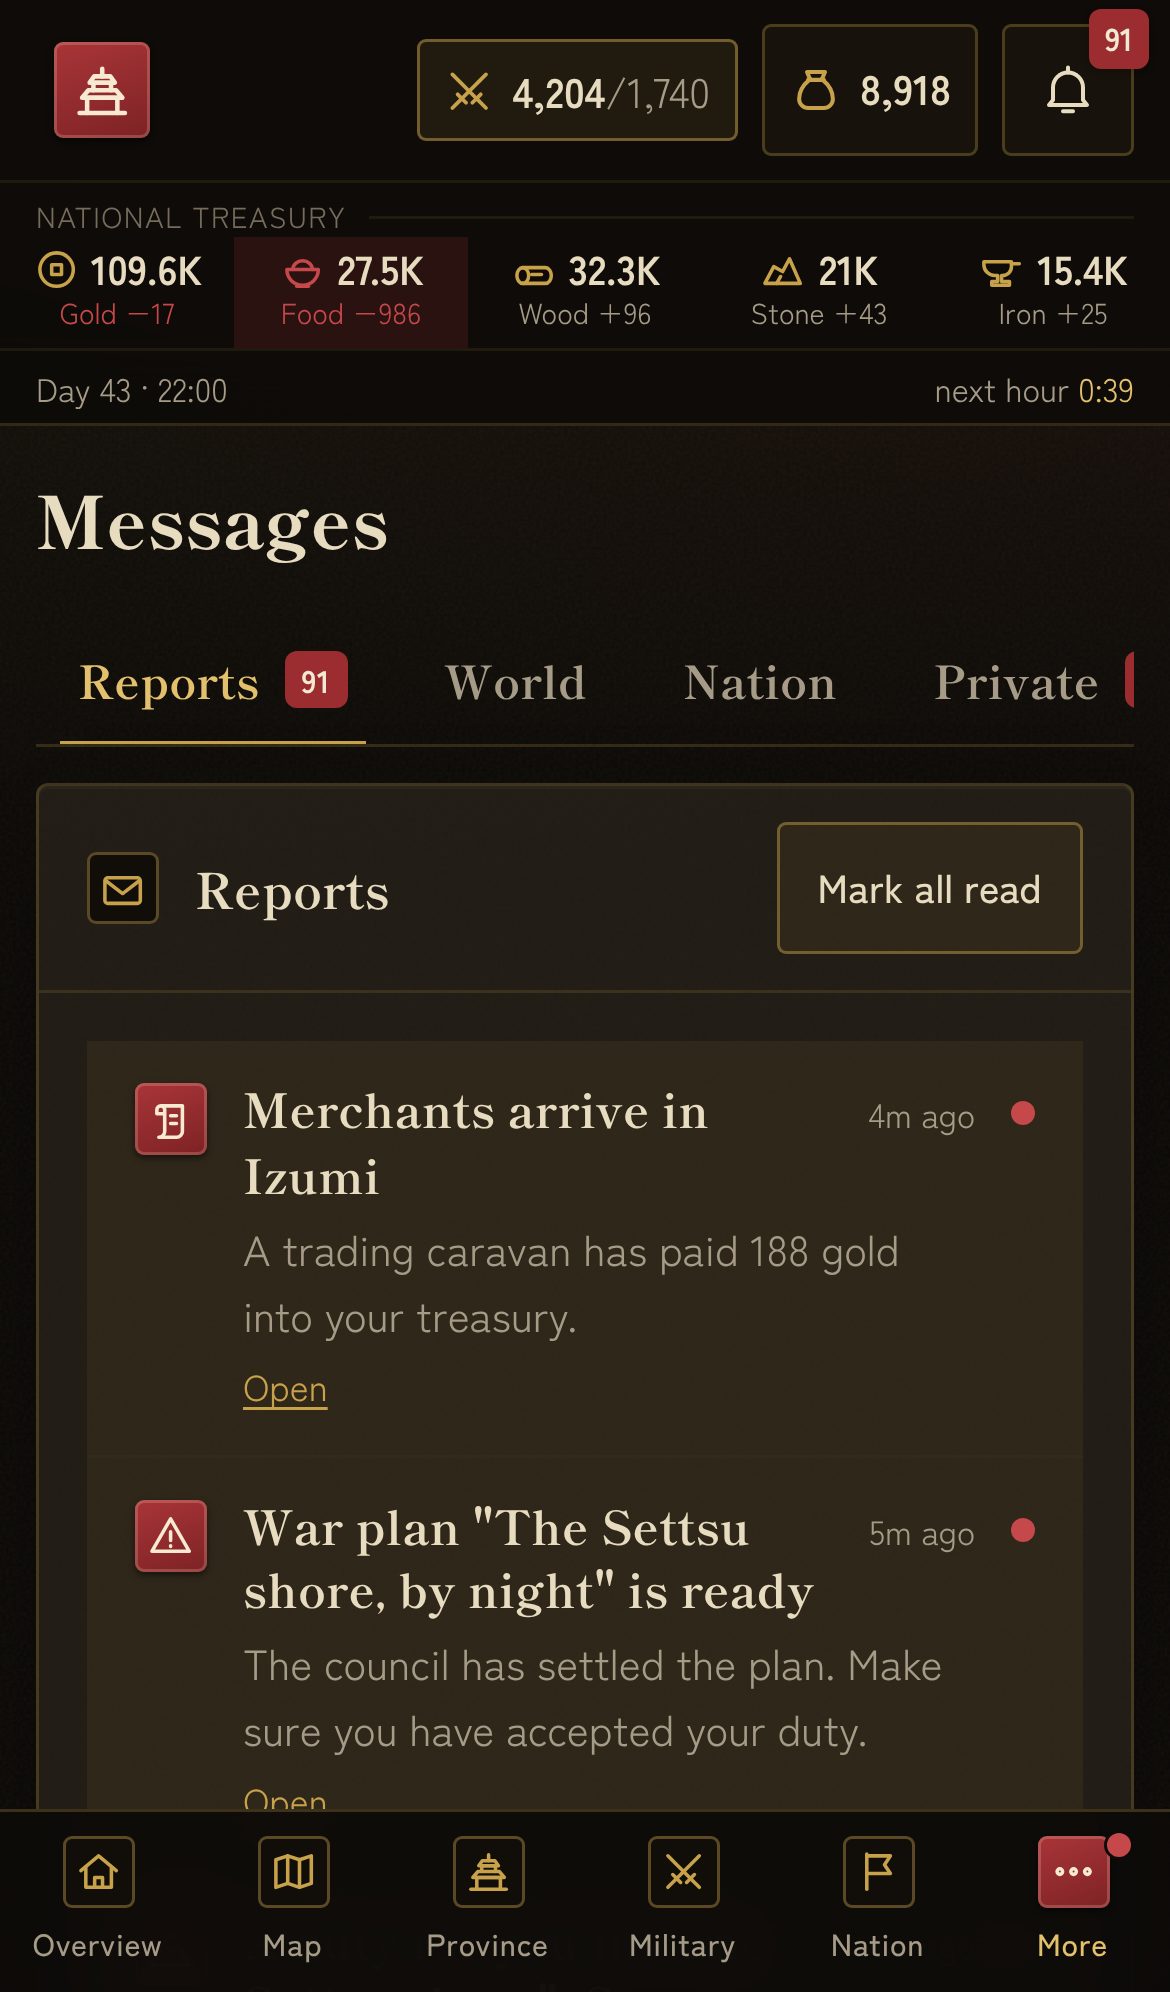 91
4,204/1,740
8,918
NATIONAL TREASURY
109.6K 27.5K 32.3K 21K 15.4K
Gold −17 Food −986 Wood +96 Stone +43 Iron +25
Day 43 · 22:00 next hour 0:39
Messages
Reports 91 World Nation Private
Reports Mark all read
Merchants arrive in 4m ago
Izumi
A trading caravan has paid 188 gold
into your treasury.
Open
War plan "The Settsu 5m ago
shore, by night" is ready
The council has settled the plan. Make
sure you have accepted your duty.
Open
Overview Map Province Military Nation More